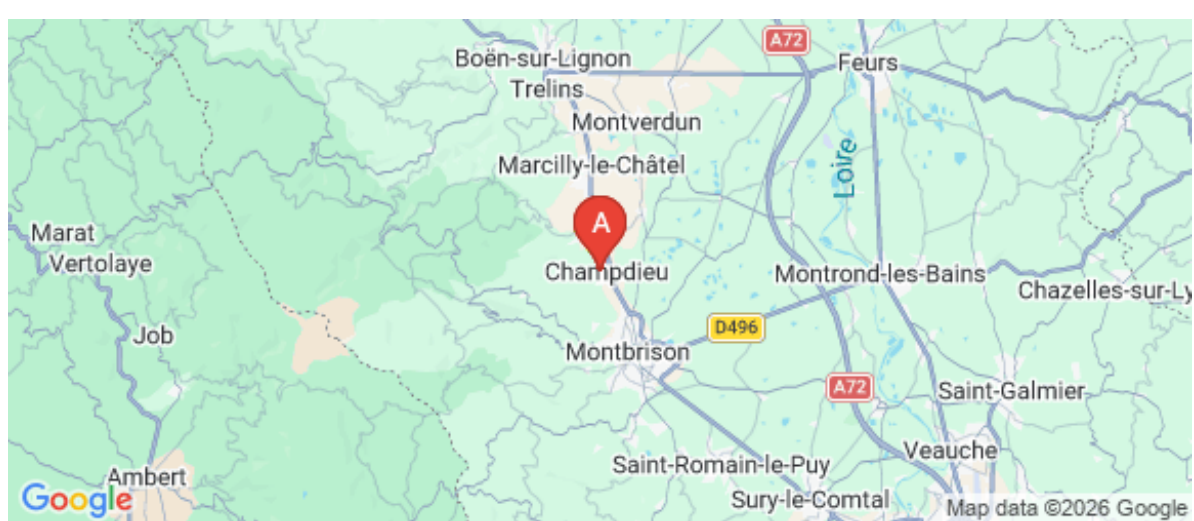 A72
Boën-sur-Lignon
Feurs
Trelins
Montverdun
Loire
Marcilly-le-Châtel
A
Marat
Vertolaye
Champdieu
Montrond-les-Bains
Chazelles-sur-Ly
Job
D496
Montbrison
A72
Saint-Galmier
Veauche
Saint-Romain-le-Puy
Ambert
Sury-le-Comtal
Google
Map data ©2026 Google